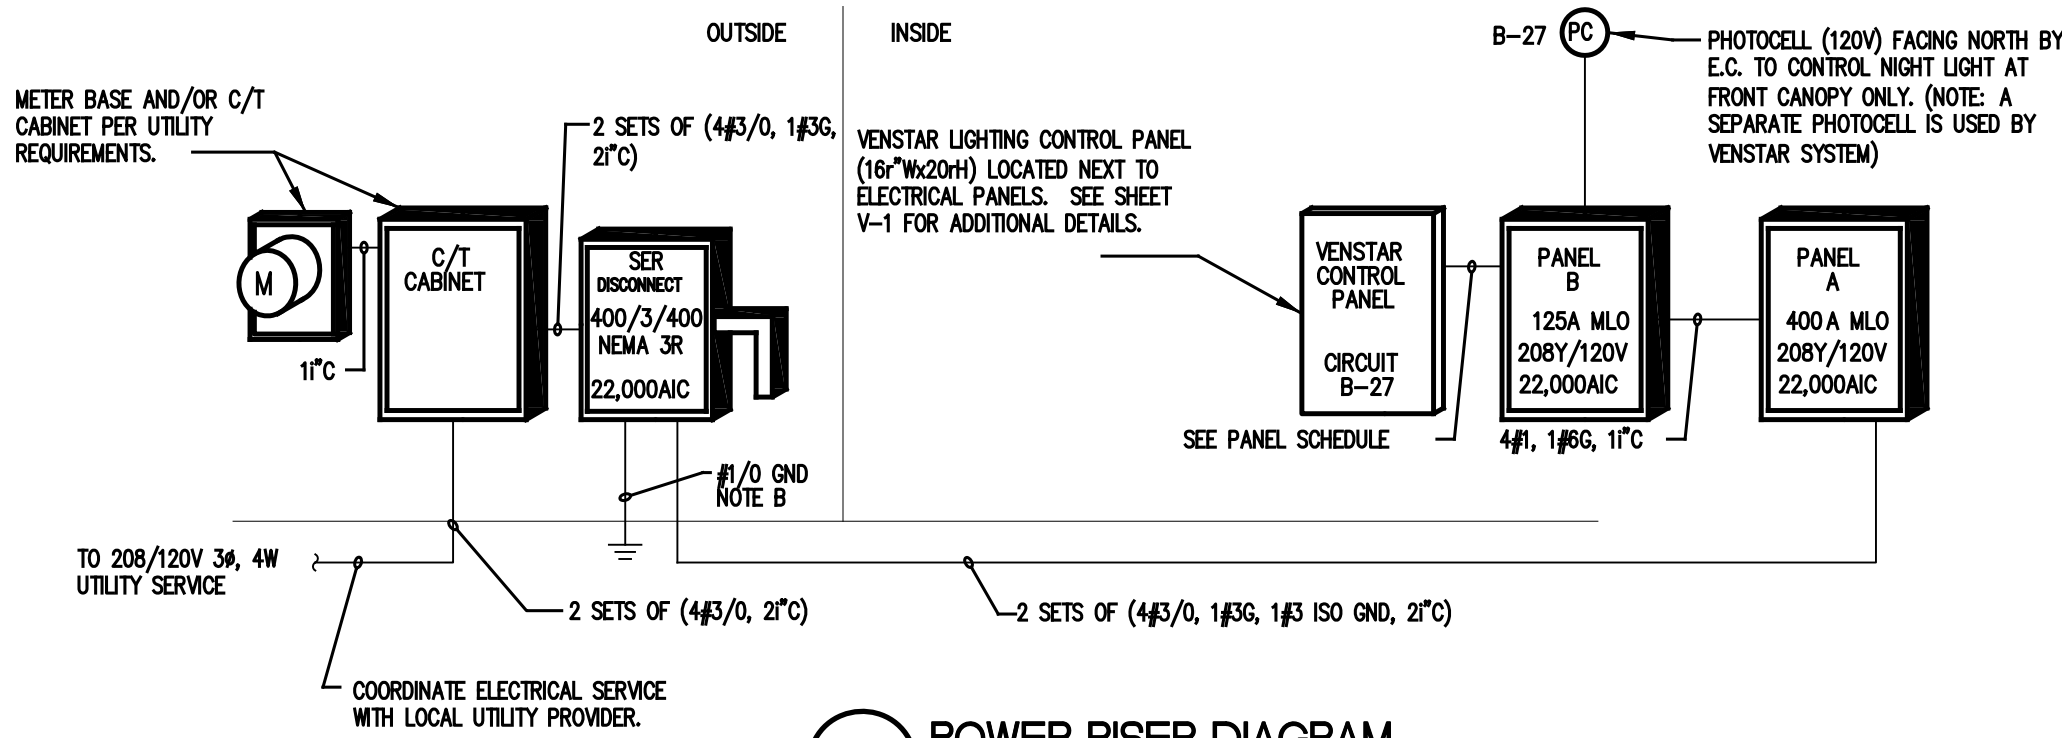 OUTSIDE
INSIDE
B-27
PC
PHOTOCELL (120V) FACING NORTH BY
E.C. TO CONTROL NIGHT LIGHT AT
FRONT CANOPY ONLY. (NOTE: A
SEPARATE PHOTOCELL IS USED BY
VENSTAR SYSTEM)
METER BASE AND/OR C/T
CABINET PER UTILITY
REQUIREMENTS.
2 SETS OF (4#3/0, 1#3G,
2i"C)
VENSTAR LIGHTING CONTROL PANEL
(16r"Wx20rH) LOCATED NEXT TO
ELECTRICAL PANELS. SEE SHEET
V-1 FOR ADDITIONAL DETAILS.
M
1i"C
C/T
CABINET
SER
DISCONNECT
400/3/400
NEMA 3R
22,000AIC
VENSTAR
CONTROL
PANEL
CIRCUIT
B-27
PANEL
B
125A MLO
208Y/120V
22,000AIC
PANEL
A
400A MLO
208Y/120V
22,000AIC
SEE PANEL SCHEDULE
4#1, 1#6G, 1i"C
#1/0 GND
NOTE B
TO 208/120V 3ø, 4W
UTILITY SERVICE
2 SETS OF (4#3/0, 2i"C)
2 SETS OF (4#3/0, 1#3G, 1#3 ISO GND, 2i"C)
COORDINATE ELECTRICAL SERVICE
WITH LOCAL UTILITY PROVIDER.
POWER RISER DIAGRAM